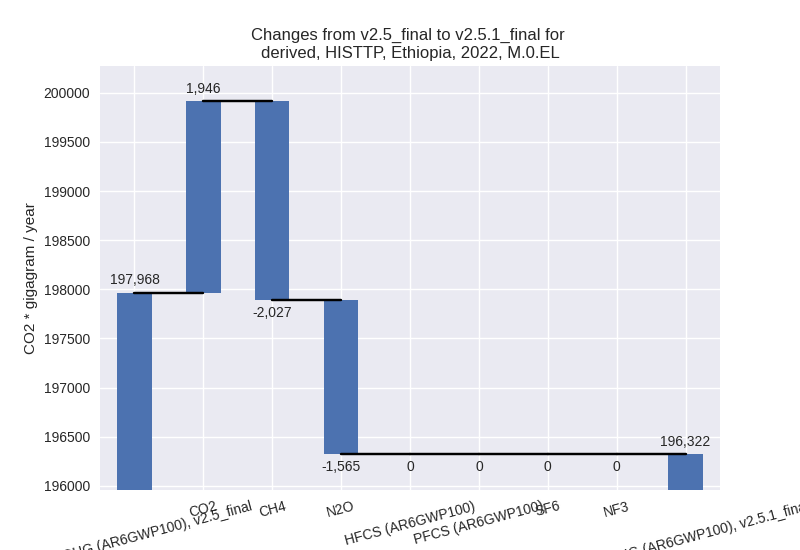 Changes from v2.5_final to v2.5.1_final for
derived, HISTTP, Ethiopia, 2022, M.0.EL
CO2 * gigagram / year
200000
199500
199000
198500
198000
197500
197000
196500
196000
197,968
1,946
-2,027
-1,565
0
0
0
0
196,322
(AR6GWP100), v2.5_final
CO2
CH4
N2O
HFCS (AR6GWP100)
PFCS (AR6GWP100)
SF6
NF3
(AR6GWP100), v2.5.1_fina